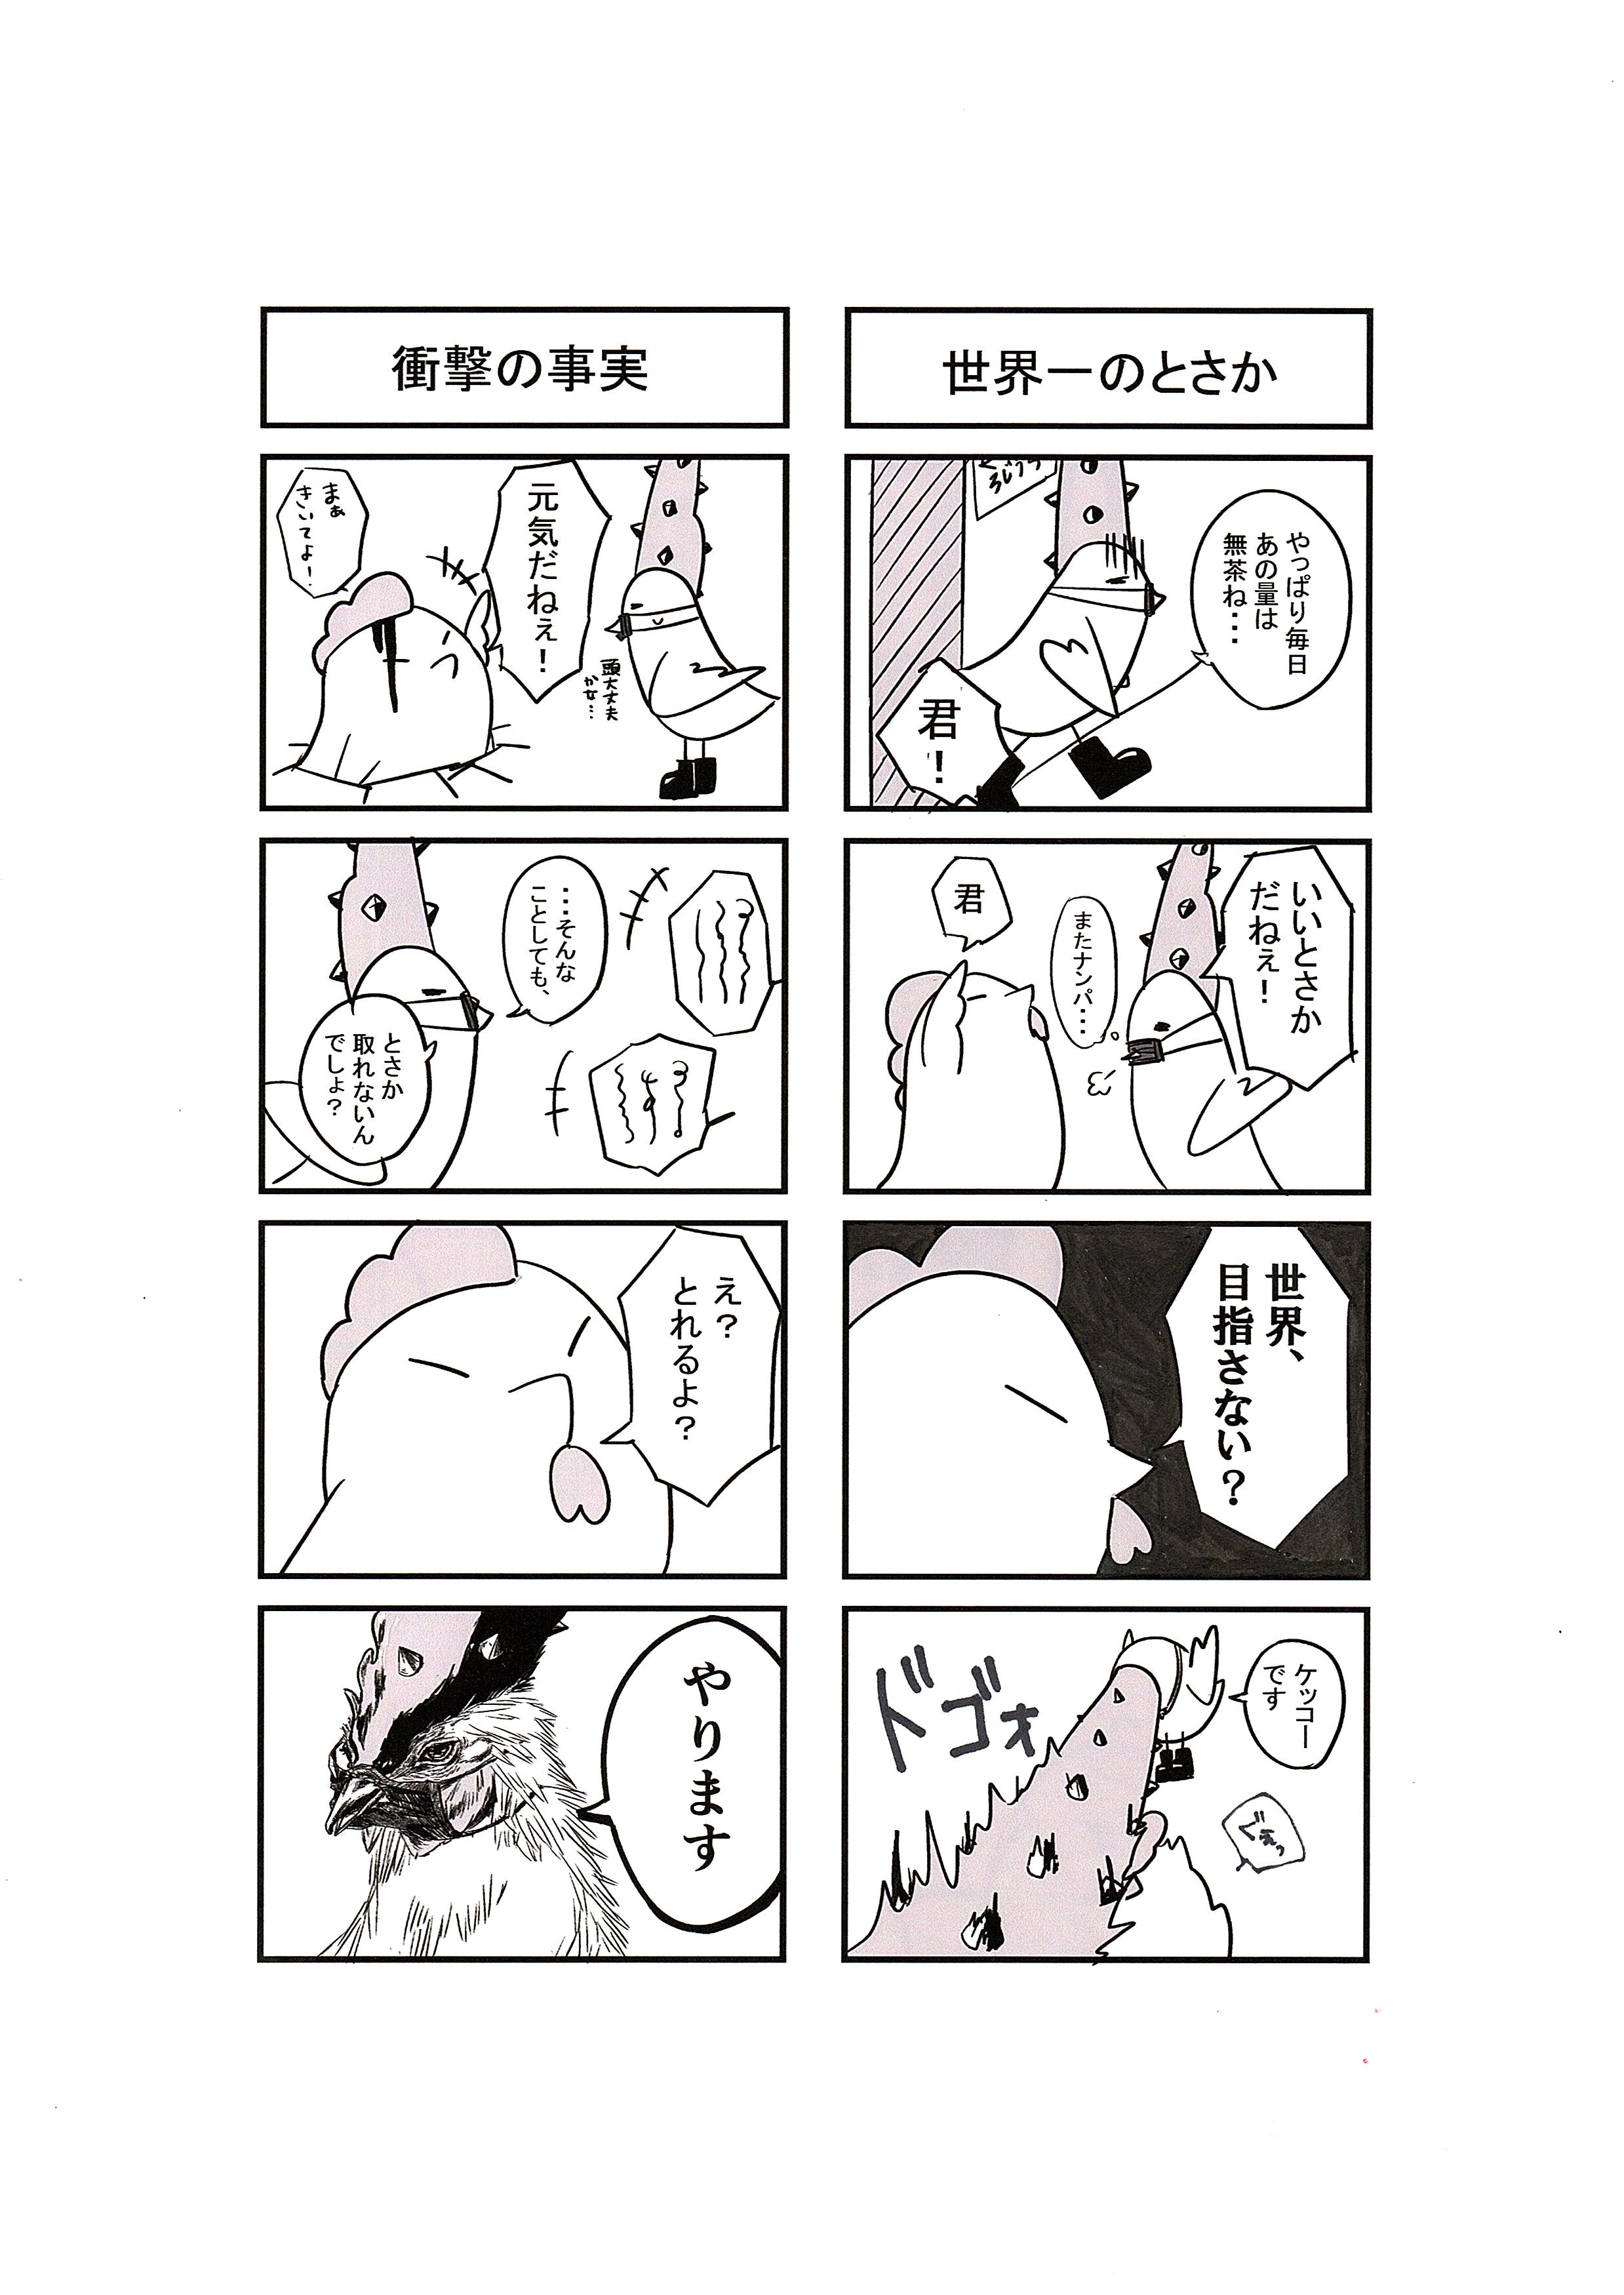 世界一のとさか
やっぱり毎日
あの量は
無茶ね・・・
君！
いいとさか
だねぇ！
またナンパ・・・
君
世界、
目指さない？
ケッコー
です
ドゴォ
ぐぇっ
衝撃の事実
元気だねぇ！
まぁ
きいてよ！
頭大丈夫
かな…
・・・そんな
ことしても、
とさか
取れないん
でしょ？
え？
とれるよ？
やります